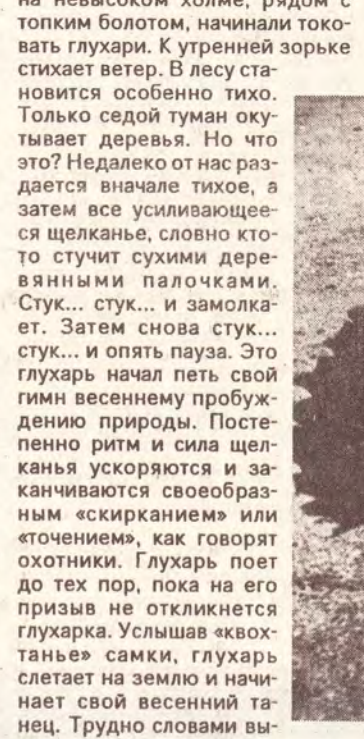 на невысоком холме, рядом с
топким болотом, начинали токо-
вать глухари. К утренней зорьке
стихает ветер. В лесу ста-
новится особенно тихо.
Только седой туман оку-
тывает деревья. Но что
это? Недалеко от нас раз-
дается вначале тихое, а
затем все усиливающее-
ся щелканье, словно кто-
то стучит сухими дере-
вянными палочками.
Стук... стук... и замолка-
ет. Затем снова стук...
стук... и опять пауза. Это
глухарь начал петь свой
гимн весеннему пробуж-
дению природы. Посте-
пенно ритм и сила щел-
канья ускоряются и за-
канчиваются своеобраз-
ным «скирканием» или
«точением», как говорят
охотники. Глухарь поет
до тех пор, пока на его
призыв не откликнется
глухарка. Услышав «квох-
танье» самки, глухарь
слетает на землю и начи-
нает свой весенний та-
нец. Трудно словами вы-